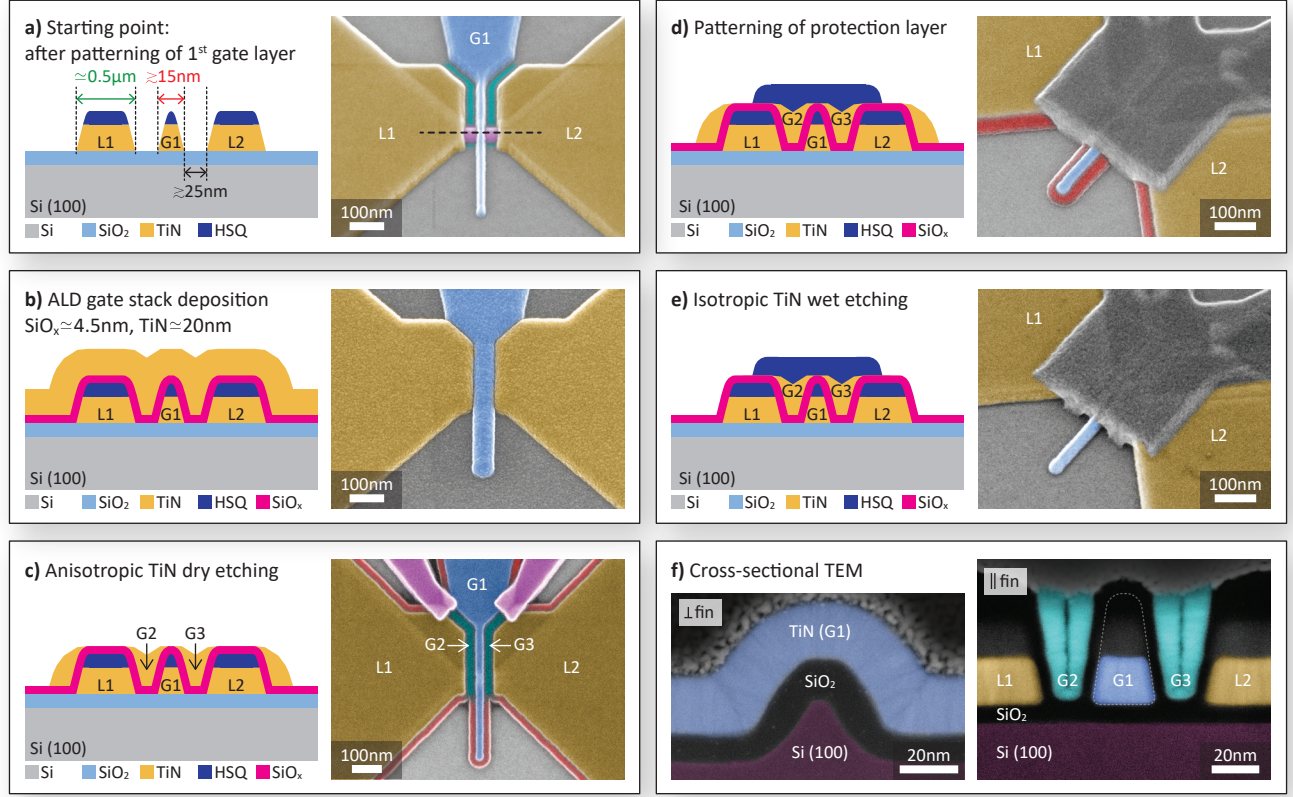 a) Starting point:
after patterning of 1st gate layer
≃0.5µm
≳15nm
L1
G1
L2
≳25nm
Si (100)
Si
SiO₂
TiN
HSQ
G1
L1
L2
100nm
b) ALD gate stack deposition
SiOₓ≃4.5nm, TiN≃20nm
L1
G1
L2
Si (100)
Si
SiO₂
TiN
HSQ
SiOₓ
100nm
c) Anisotropic TiN dry etching
G2
G3
L1
G1
L2
Si (100)
Si
SiO₂
TiN
HSQ
SiOₓ
G1
G2
G3
L1
L2
100nm
d) Patterning of protection layer
G2
G3
L1
G1
L2
Si (100)
Si
SiO₂
TiN
HSQ
SiOₓ
L1
L2
100nm
e) Isotropic TiN wet etching
G2
G3
L1
G1
L2
Si (100)
Si
SiO₂
TiN
HSQ
SiOₓ
L1
L2
100nm
f) Cross-sectional TEM
⊥fin
TiN (G1)
SiO₂
Si (100)
20nm
∥fin
L1
G2
G1
G3
L2
SiO₂
Si (100)
20nm